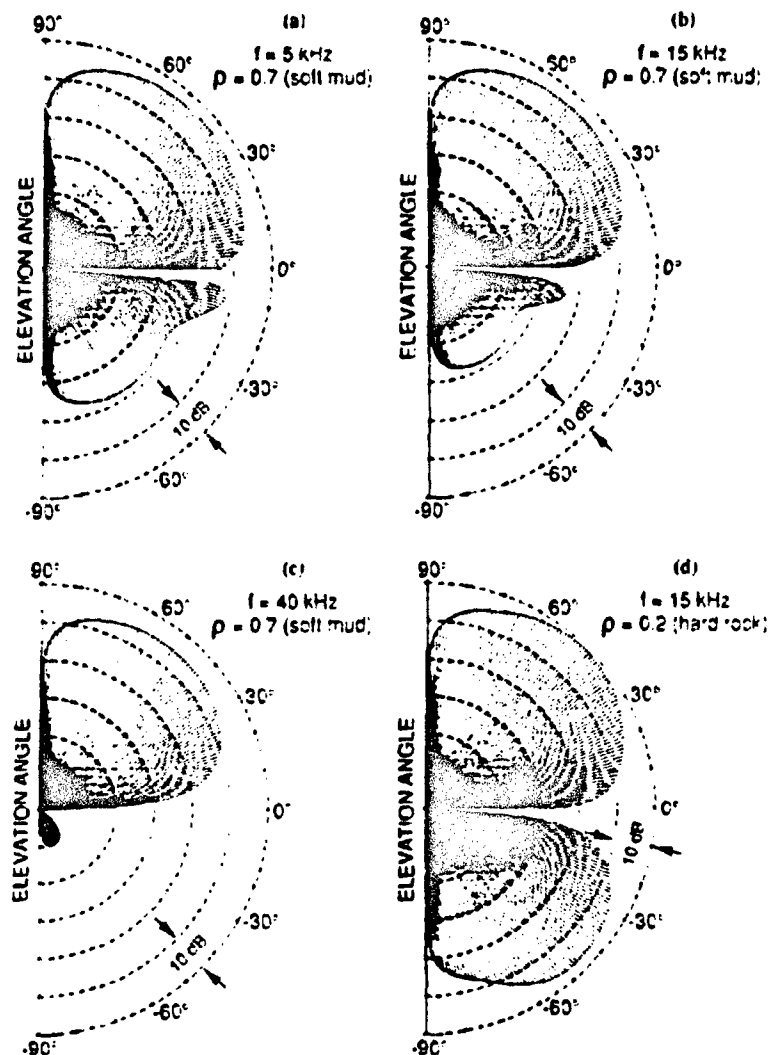 (a)
90°
f = 5 kHz
ρ = 0.7 (soft mud)
60°
30°
ELEVATION ANGLE
0°
-30°
10 dB
-60°
-90°
(b)
90°
f = 15 kHz
ρ = 0.7 (soft mud)
60°
30°
ELEVATION ANGLE
0°
-30°
10 dB
-60°
-90°
(c)
90°
f = 40 kHz
ρ = 0.7 (soft mud)
60°
30°
ELEVATION ANGLE
0°
-30°
10 dB
-60°
-90°
(d)
90°
f = 15 kHz
ρ = 0.2 (hard rock)
60°
30°
ELEVATION ANGLE
0°
10 dB
-30°
-60°
-90°